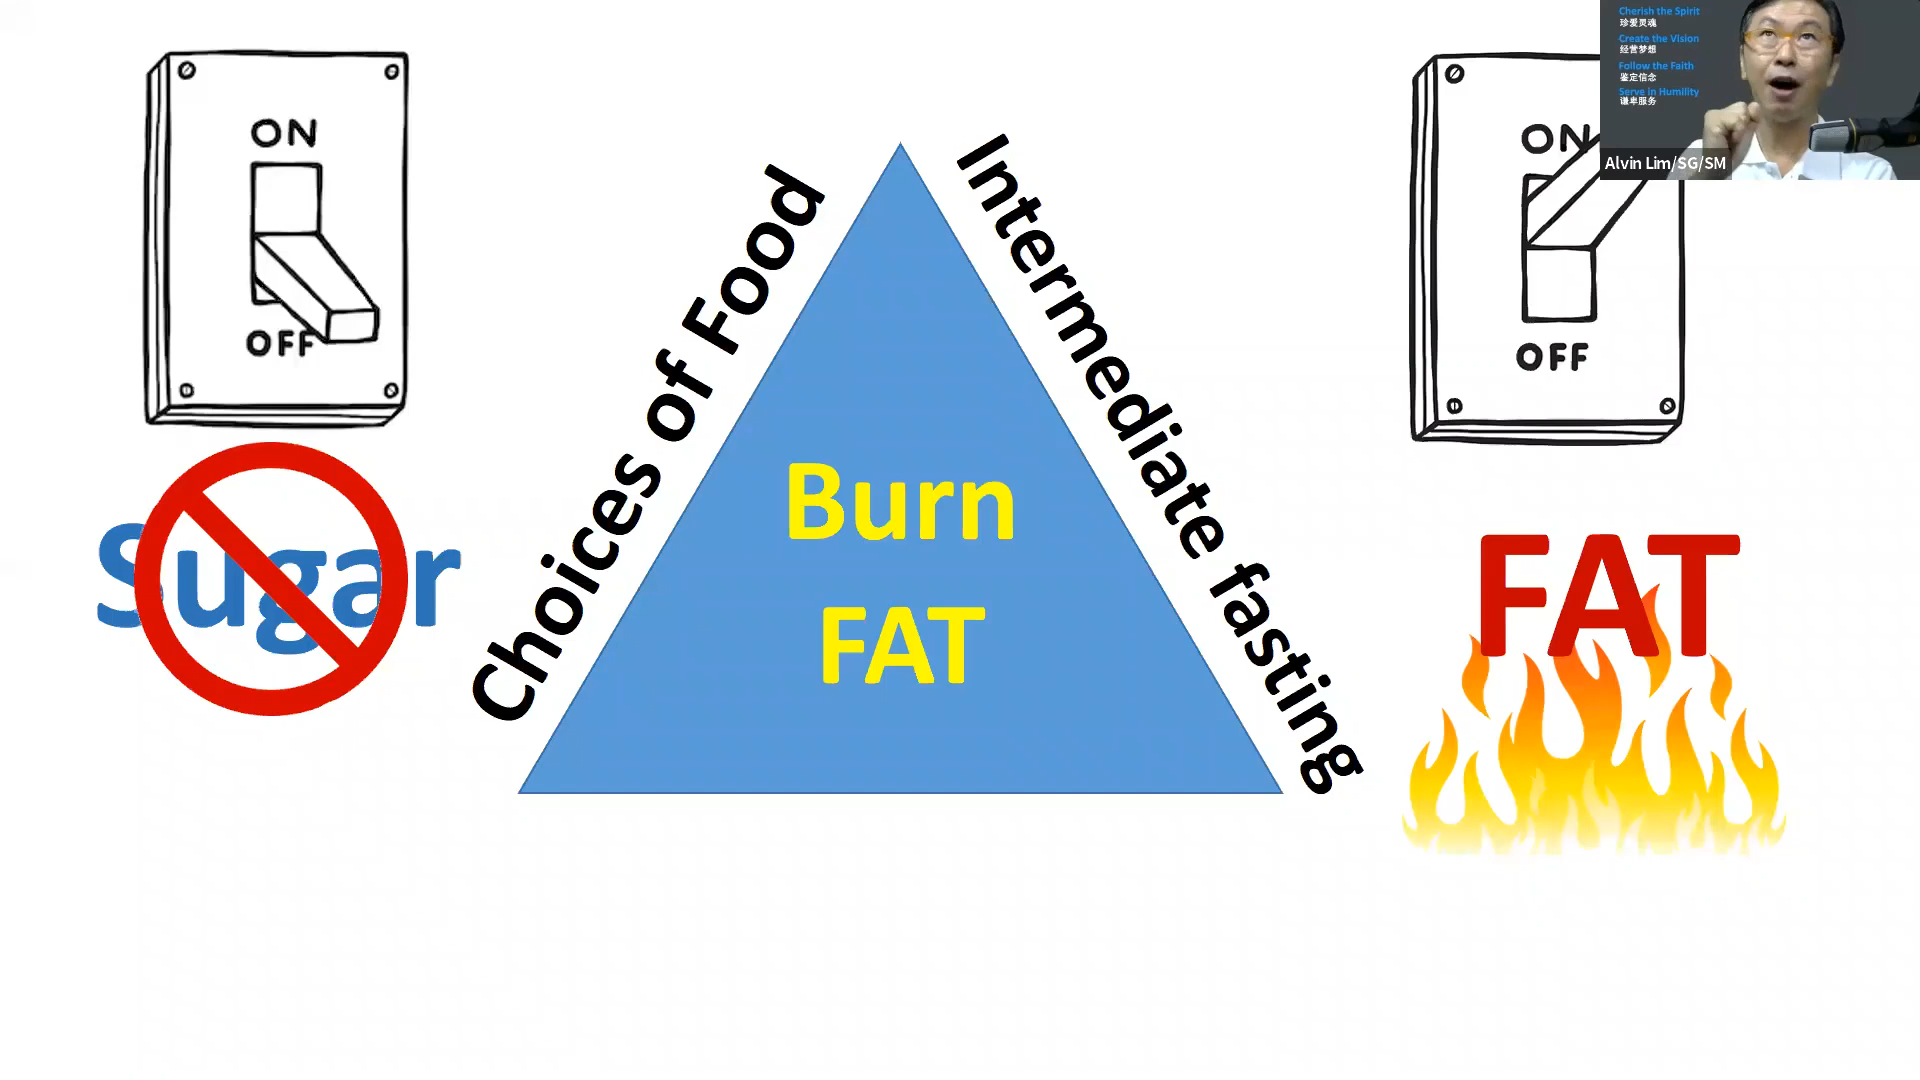 ON
OFF
Sugar
Choices of Food
Burn
FAT
Intermediate fasting
ON
OFF
FAT
Cherish the Spirit
珍爱灵魂
Create the Vision
经营梦想
Follow the Faith
鉴定信念
Serve in Humility
谦卑服务
Alvin Lim/SG/SM